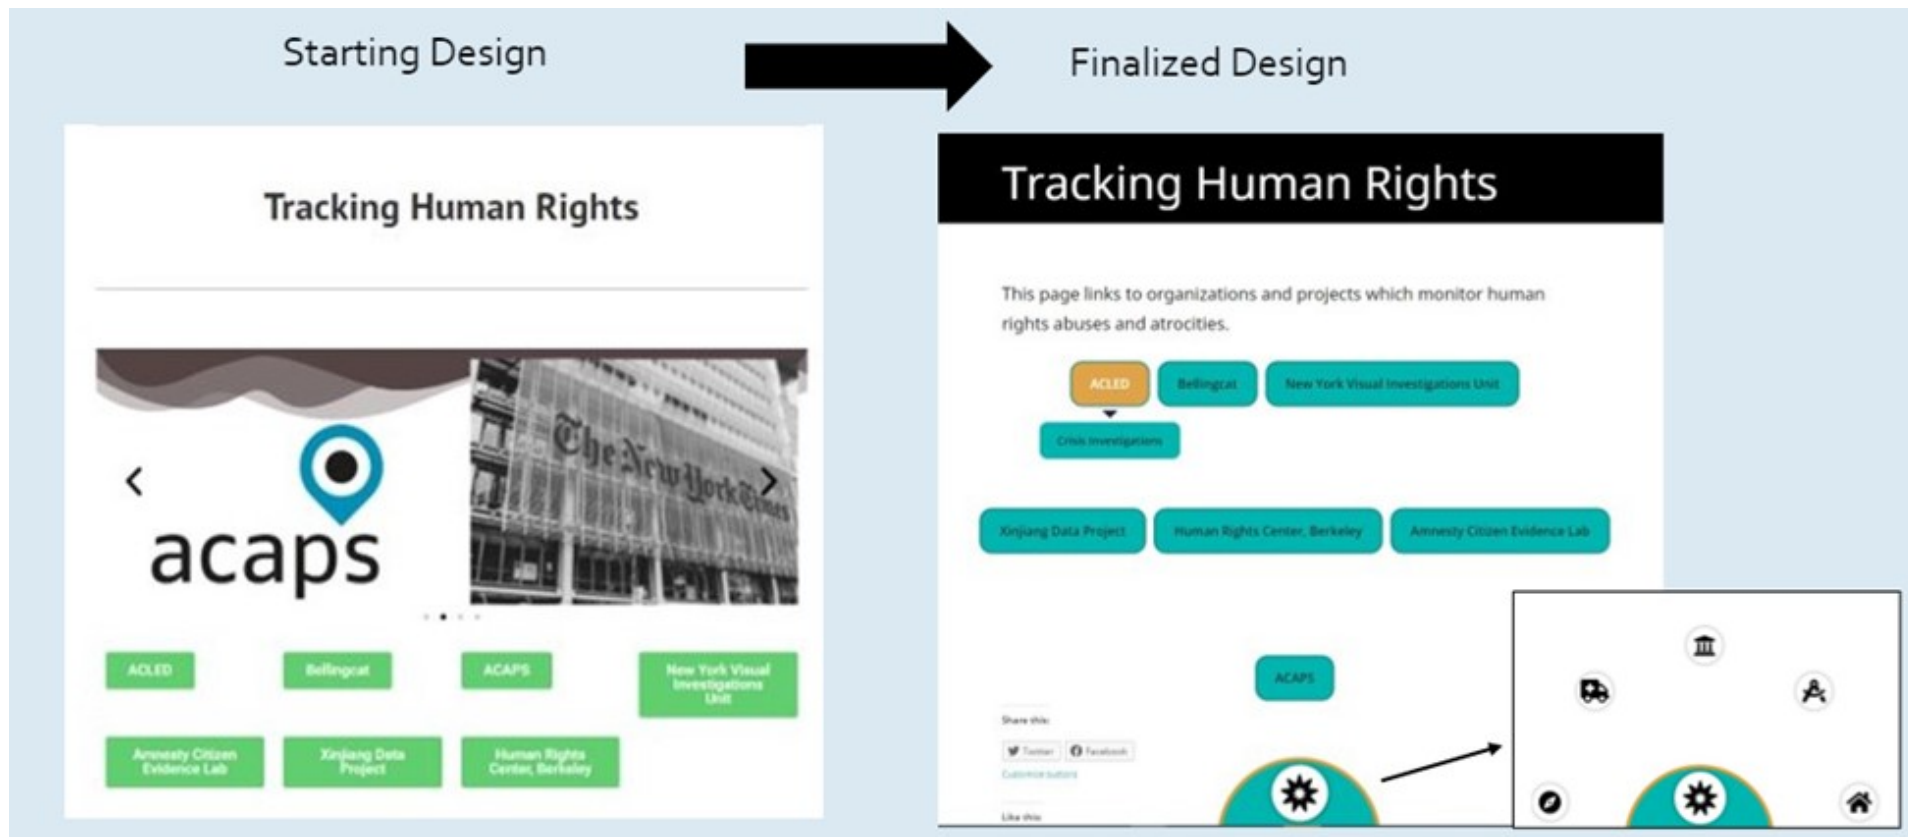 Starting Design
Finalized Design
Tracking Human Rights
acaps
The New York Times
ACLED
Bellingcat
ACAPS
New York Visual
Investigations
Unit
Amnesty Citizen
Evidence Lab
Xinjiang Data
Project
Human Rights
Center, Berkeley
Tracking Human Rights
This page links to organizations and projects which monitor human
rights abuses and atrocities.
ACLED
Bellingcat
New York Visual Investigations Unit
Crisis Investigations
Xinjiang Data Project
Human Rights Center, Berkeley
Amnesty Citizen Evidence Lab
ACAPS
Share this:
Twitter
Facebook
Customize buttons
Like this: